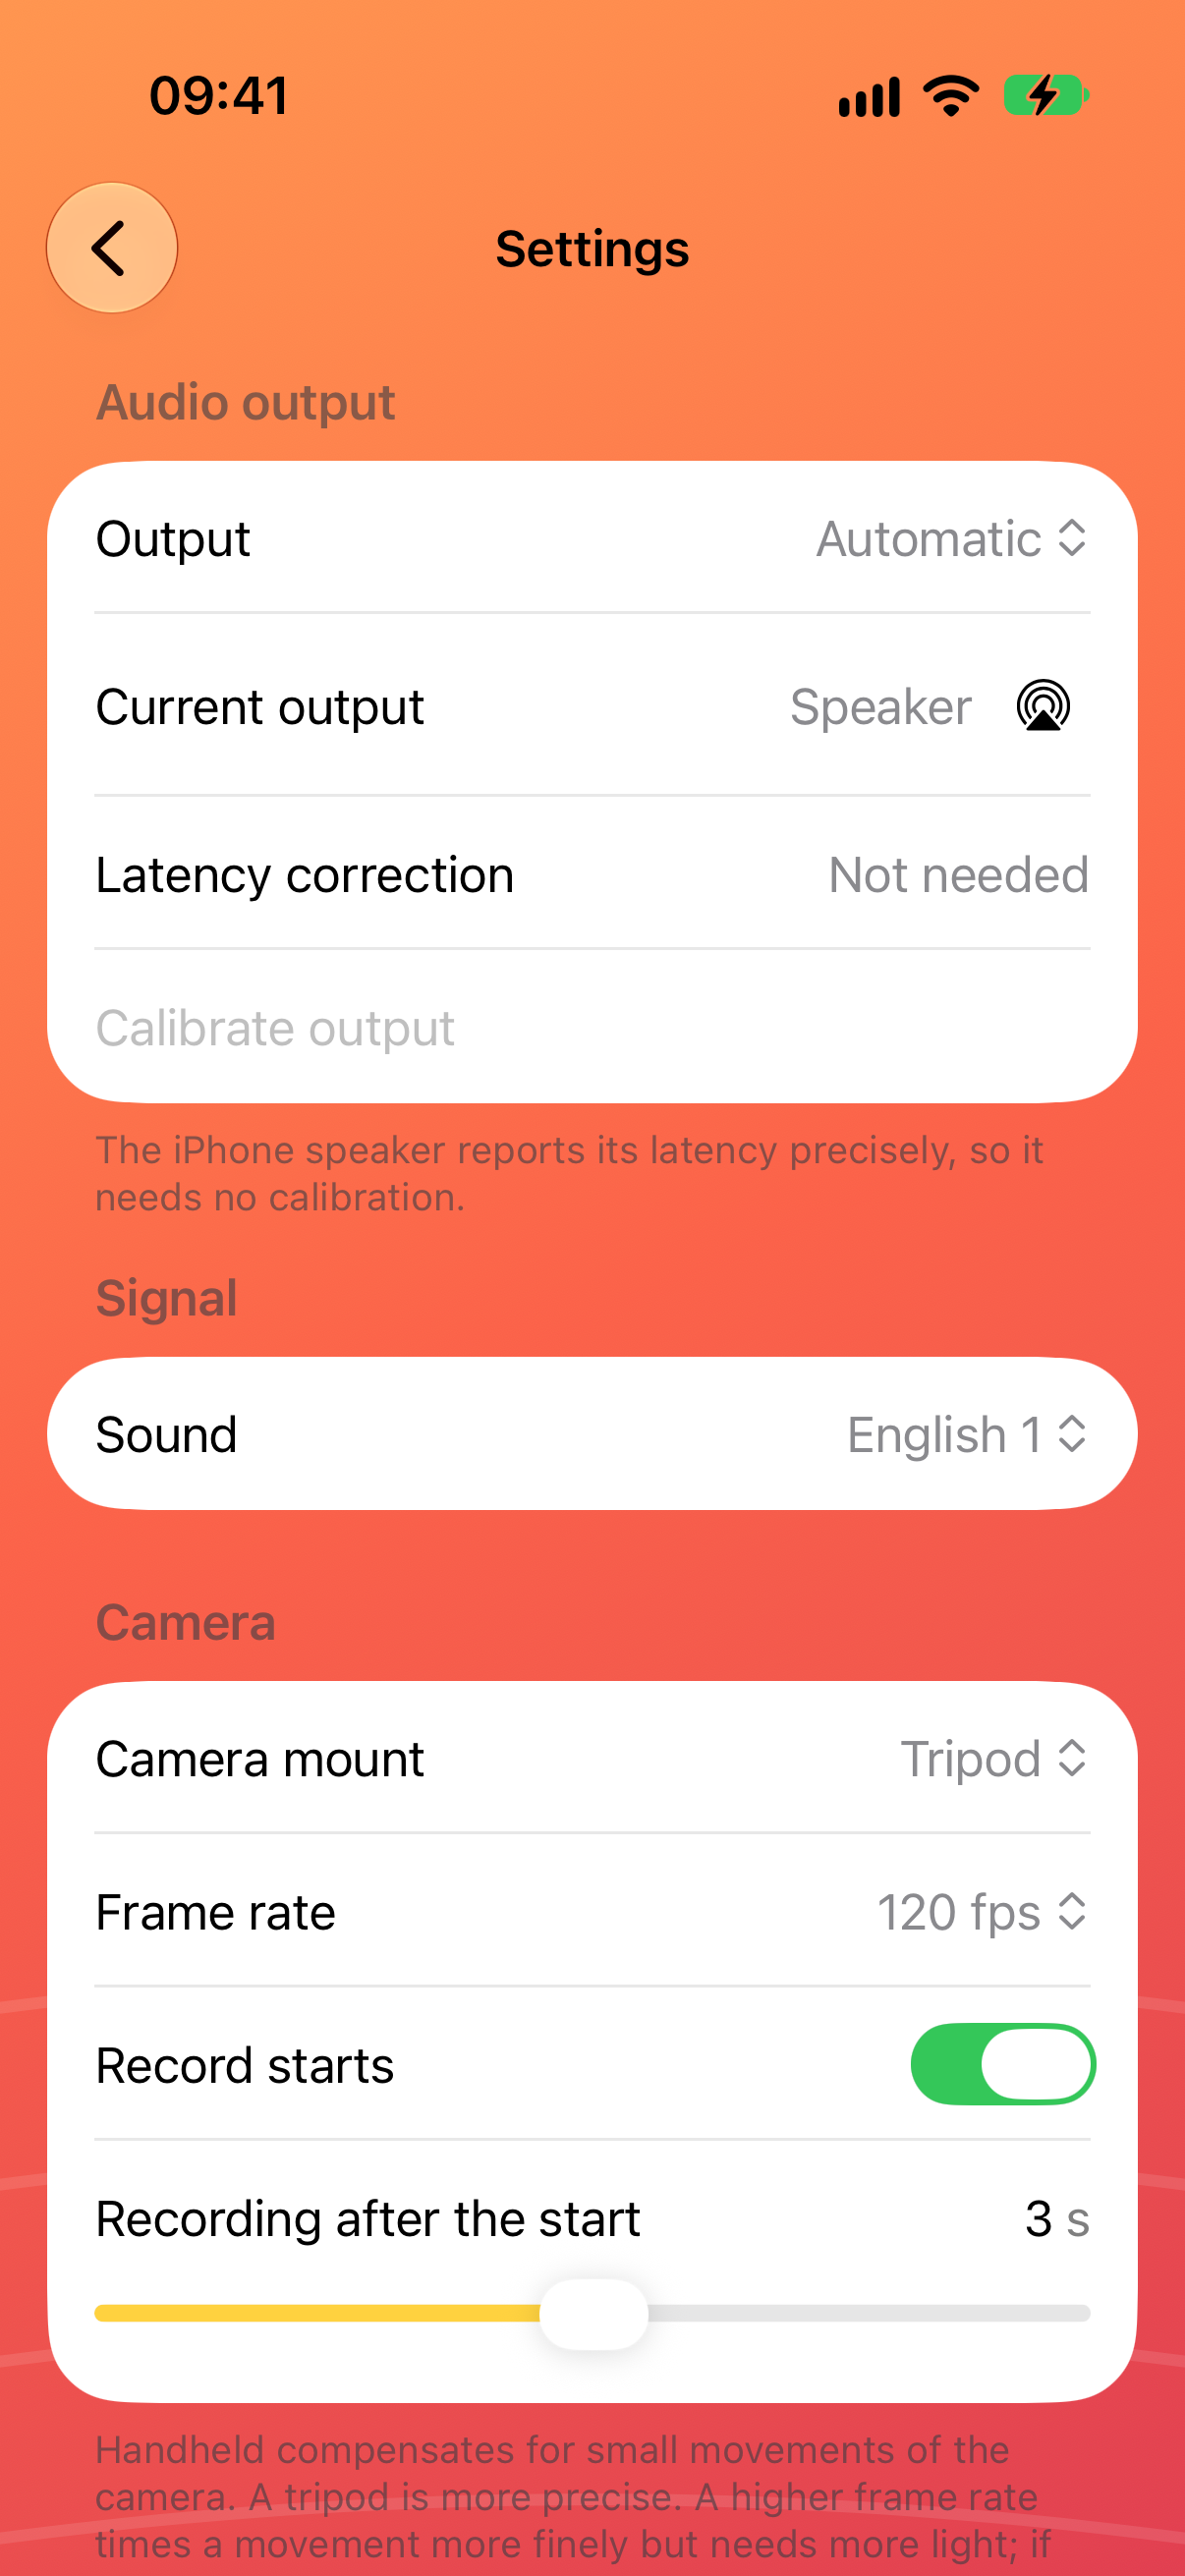 09:41
Settings
Audio output
Output Automatic
Current output Speaker
Latency correction Not needed
Calibrate output
The iPhone speaker reports its latency precisely, so it
needs no calibration.
Signal
Sound English 1
Camera
Camera mount Tripod
Frame rate 120 fps
Record starts
Recording after the start 3 s
Handheld compensates for small movements of the
camera. A tripod is more precise. A higher frame rate
times a movement more finely but needs more light; if